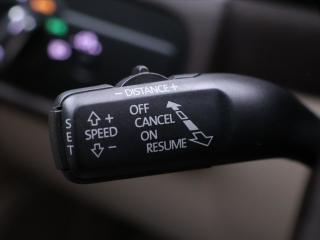 − DISTANCE +
OFF
CANCEL
ON
RESUME
SET
+
SPEED
−